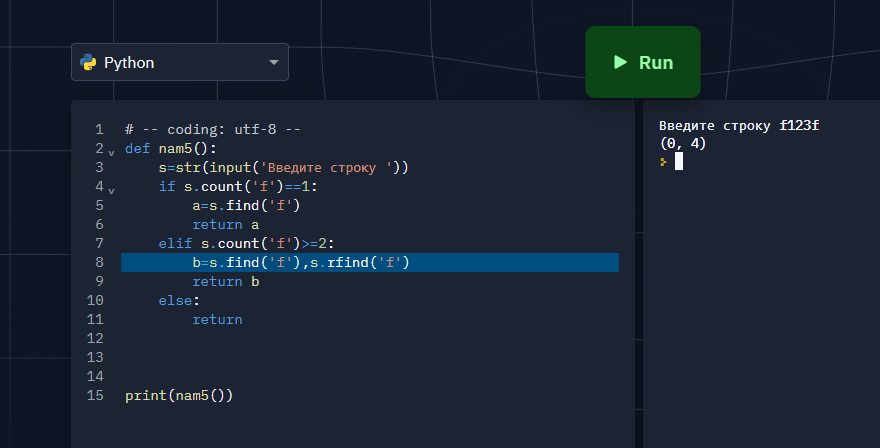 Python
Run
1 # -- coding: utf-8 --
2 def nam5():
3 s=str(input('Введите строку '))
4 if s.count('f')==1:
5 a=s.find('f')
6 return a
7 elif s.count('f')>=2:
8 b=s.find('f'),s.rfind('f')
9 return b
10 else:
11 return
12
13
14
15 print(nam5())
Введите строку f123f
(0, 4)